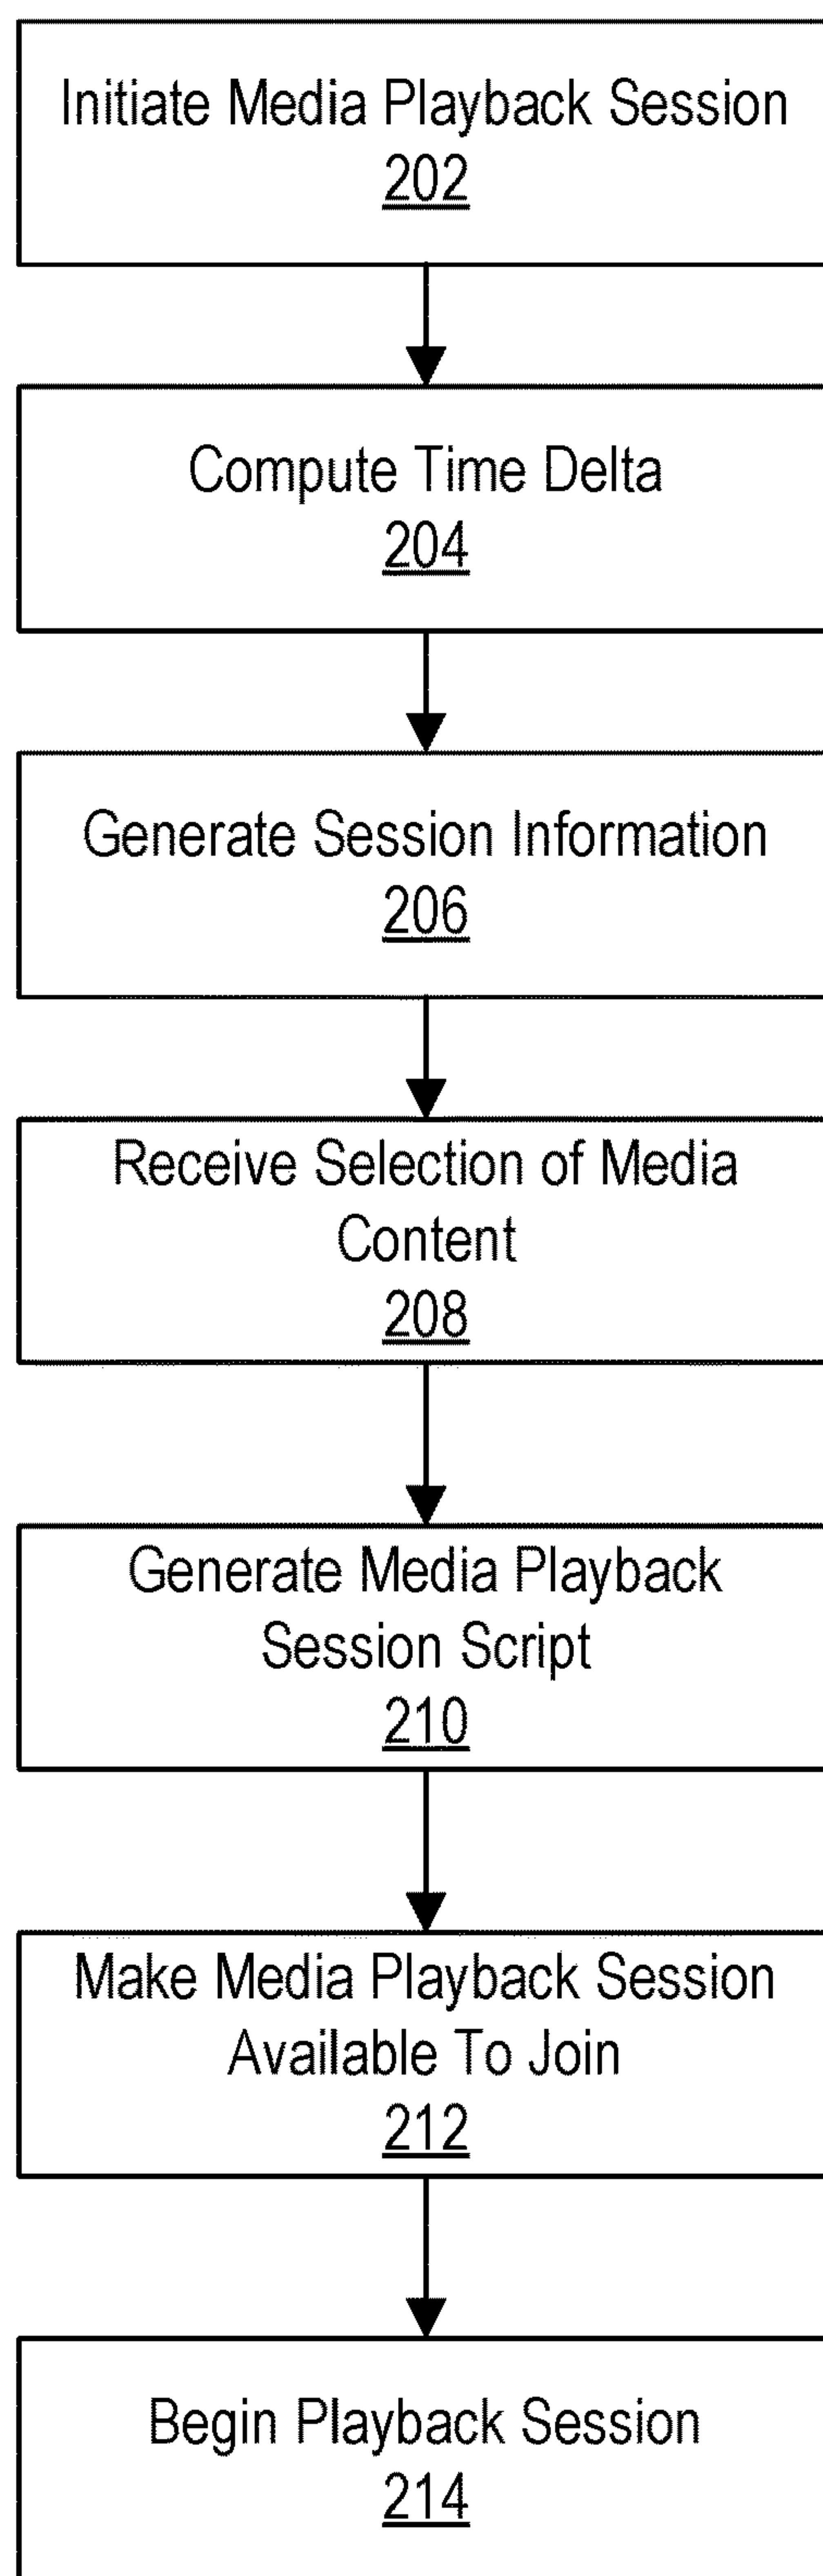 Initiate Media Playback Session
202
Compute Time Delta
204
Generate Session Information
206
Receive Selection of Media
Content
208
Generate Media Playback
Session Script
210
Make Media Playback Session
Available To Join
212
Begin Playback Session
214